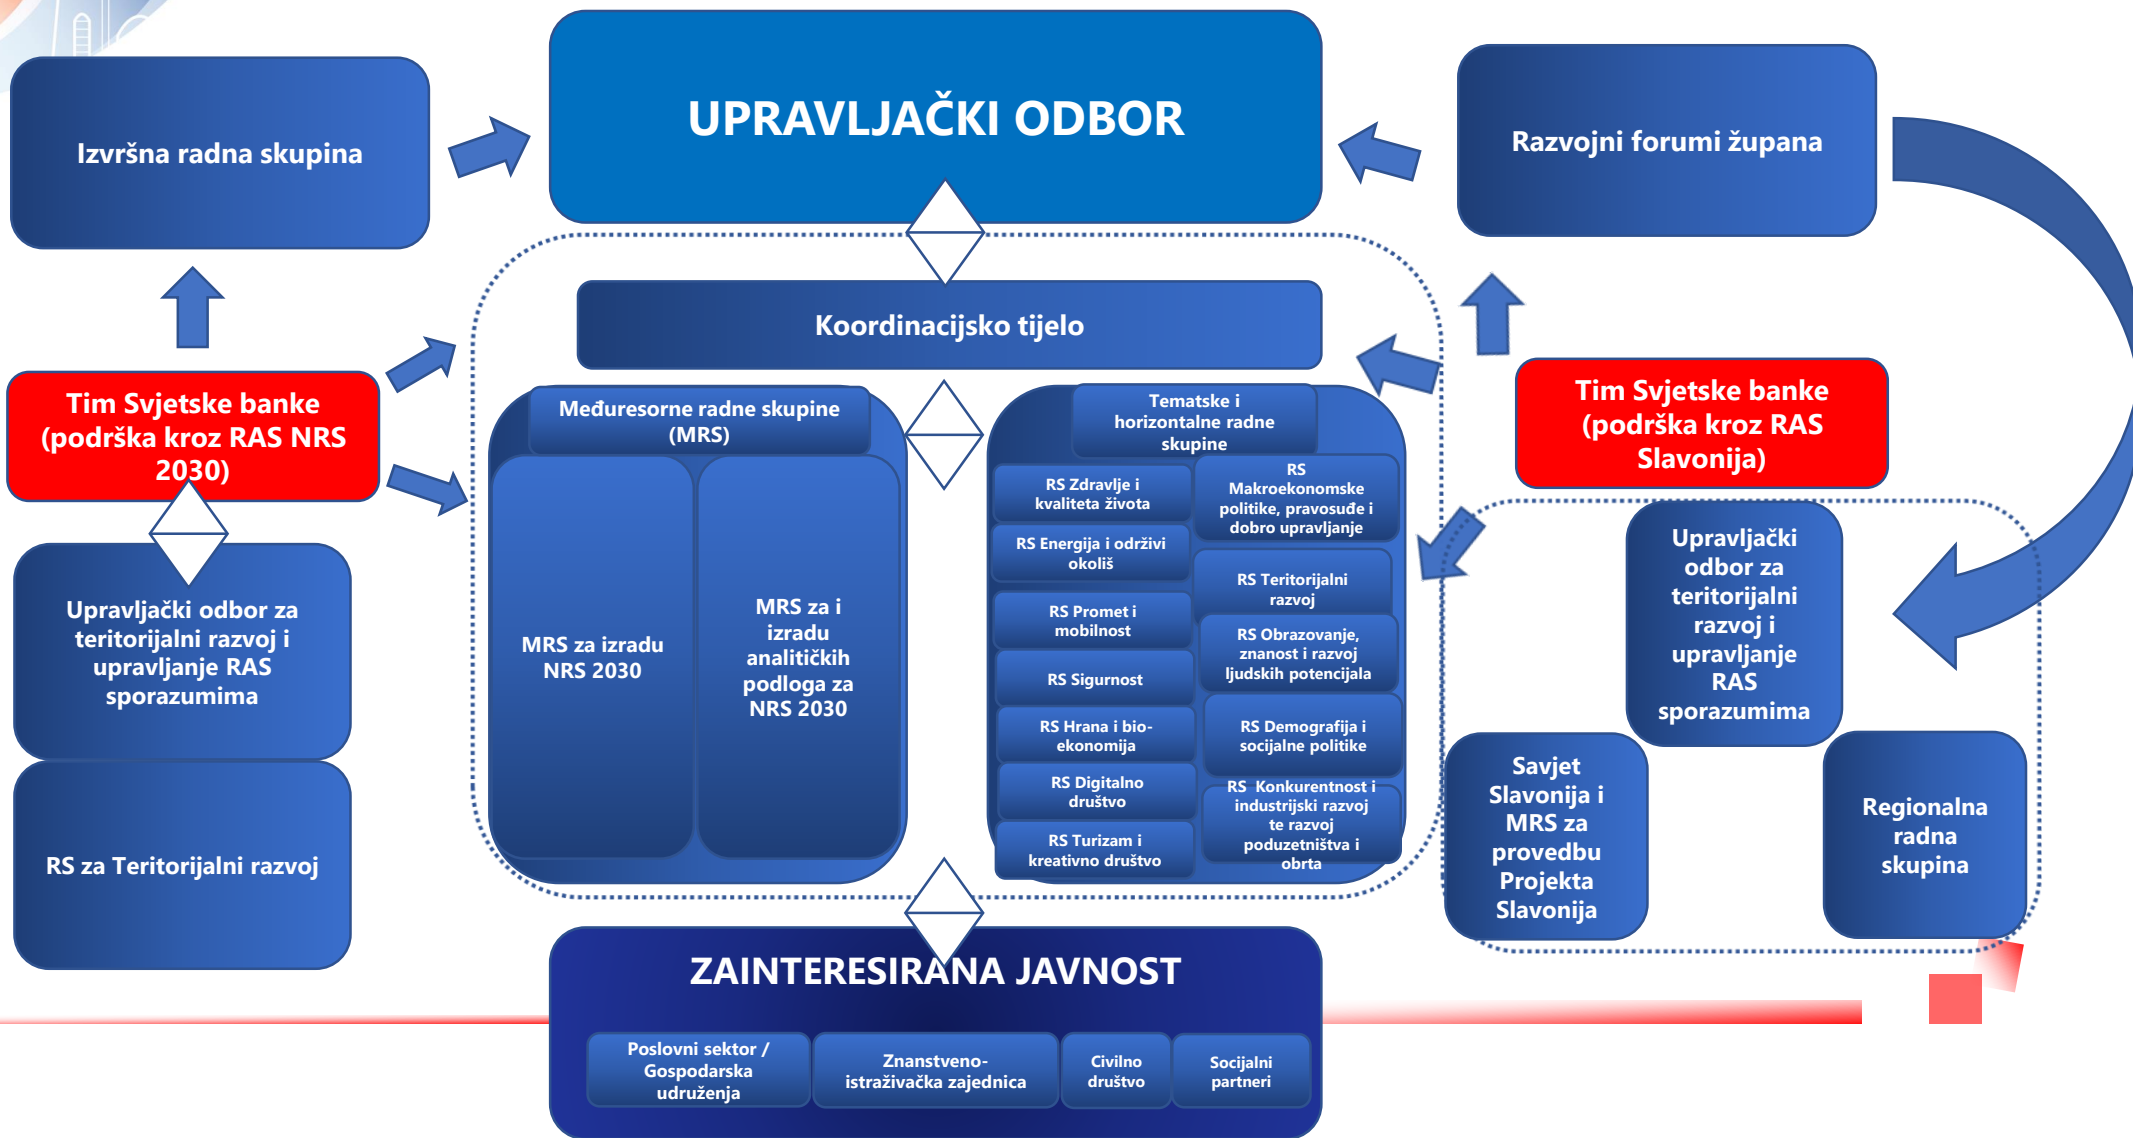 UPRAVLJAČKI ODBOR
Izvršna radna skupina
Razvojni forumi župana
Koordinacijsko tijelo
Tim Svjetske banke
(podrška kroz RAS NRS
2030)
Upravljački odbor za
teritorijalni razvoj i
upravljanje RAS
sporazumima
RS za Teritorijalni razvoj
Međuresorne radne skupine
(MRS)
MRS za izradu
NRS 2030
MRS za i
izradu
analitičkih
podloga za
NRS 2030
Tematske i
horizontalne radne
skupine
RS Zdravlje i
kvaliteta života
RS Energija i održivi
okoliš
RS Promet i
mobilnost
RS Sigurnost
RS Hrana i bio-
ekonomija
RS Digitalno
društvo
RS Turizam i
kreativno društvo
RS
Makroekonomske
politike, pravosuđe i
dobro upravljanje
RS Teritorijalni
razvoj
RS Obrazovanje,
znanost i razvoj
ljudskih potencijala
RS Demografija i
socijalne politike
RS  Konkurentnost i
industrijski razvoj
te razvoj
poduzetništva i
obrta
Tim Svjetske banke
(podrška kroz RAS
Slavonija)
Upravljački
odbor za
teritorijalni
razvoj i
upravljanje
RAS
sporazumima
Savjet
Slavonija i
MRS za
provedbu
Projekta
Slavonija
Regionalna
radna
skupina
ZAINTERESIRANA JAVNOST
Poslovni sektor /
Gospodarska
udruženja
Znanstveno-
istraživačka zajednica
Civilno
društvo
Socijalni
partneri